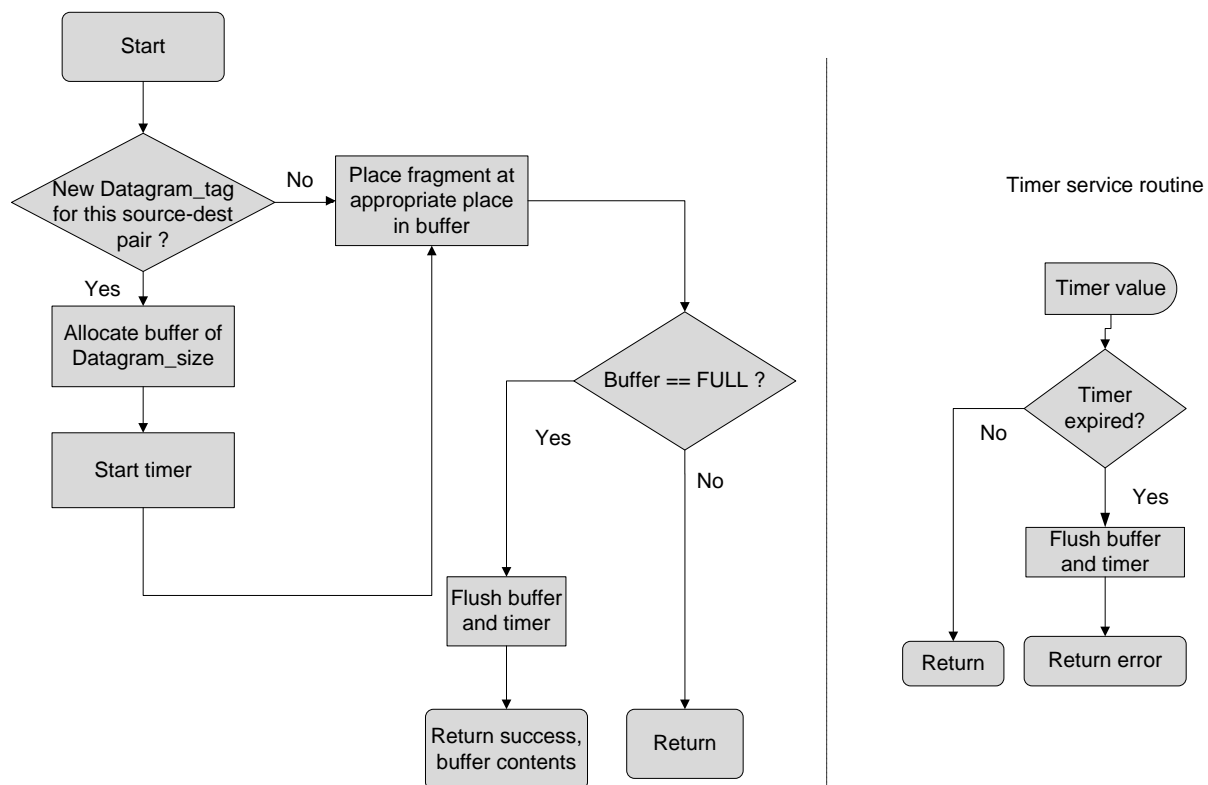 Start
New Datagram_tag
for this source-dest
pair ?
No
Yes
Place fragment at
appropriate place
in buffer
Allocate buffer of
Datagram_size
Start timer
Buffer == FULL ?
Yes
No
Flush buffer
and timer
Return success,
buffer contents
Return
Timer service routine
Timer value
Timer
expired?
No
Yes
Flush buffer
and timer
Return
Return error